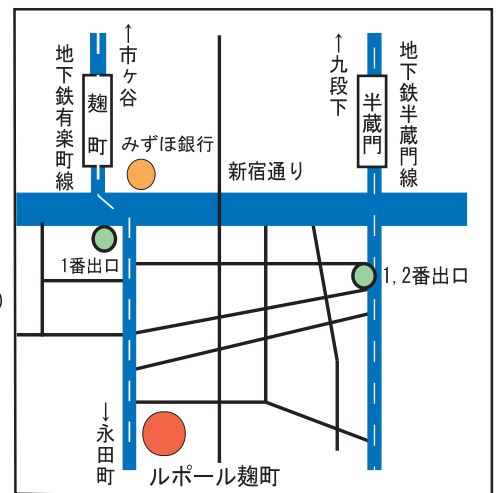 ↑市ヶ谷
地下鉄有楽町線
麹町
みずほ銀行
新宿通り
↑九段下
半蔵門
地下鉄半蔵門線
1番出口
1,2番出口
↓永田町
ルポール麹町
)